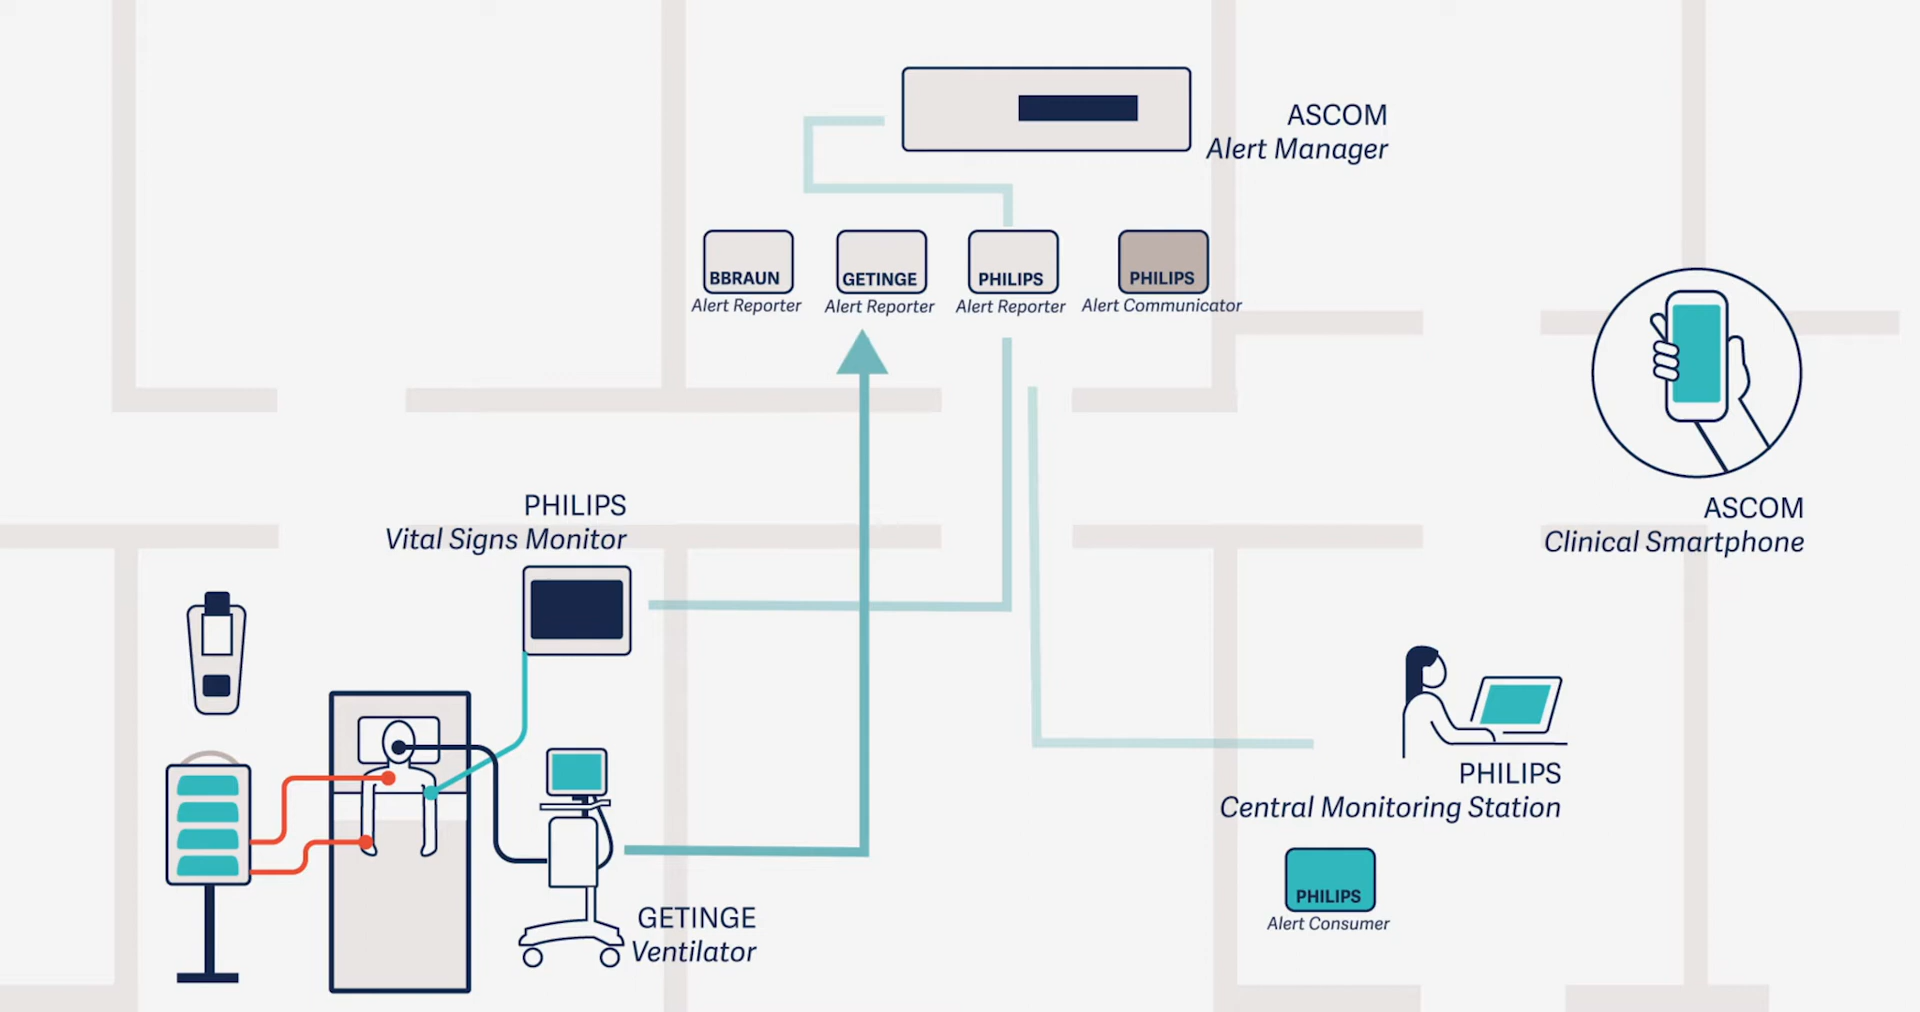 ASCOM
Alert Manager
BBRAUN
Alert Reporter
GETINGE
Alert Reporter
PHILIPS
Alert Reporter
PHILIPS
Alert Communicator
PHILIPS
Vital Signs Monitor
ASCOM
Clinical Smartphone
PHILIPS
Central Monitoring Station
PHILIPS
Alert Consumer
GETINGE
Ventilator